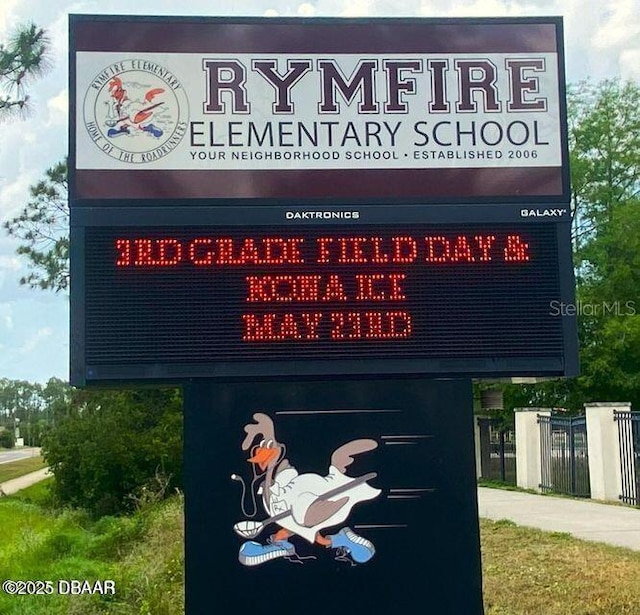 RYMFIRE ELEMENTARY
HOME OF THE ROADRUNNERS
RYMFIRE
ELEMENTARY SCHOOL
YOUR NEIGHBORHOOD SCHOOL • ESTABLISHED 2006
DAKTRONICS
GALAXY®
3RD GRADE FIELD DAY &
KONA ICE
MAY 23RD
StellarMLS
©2025 DBAAR